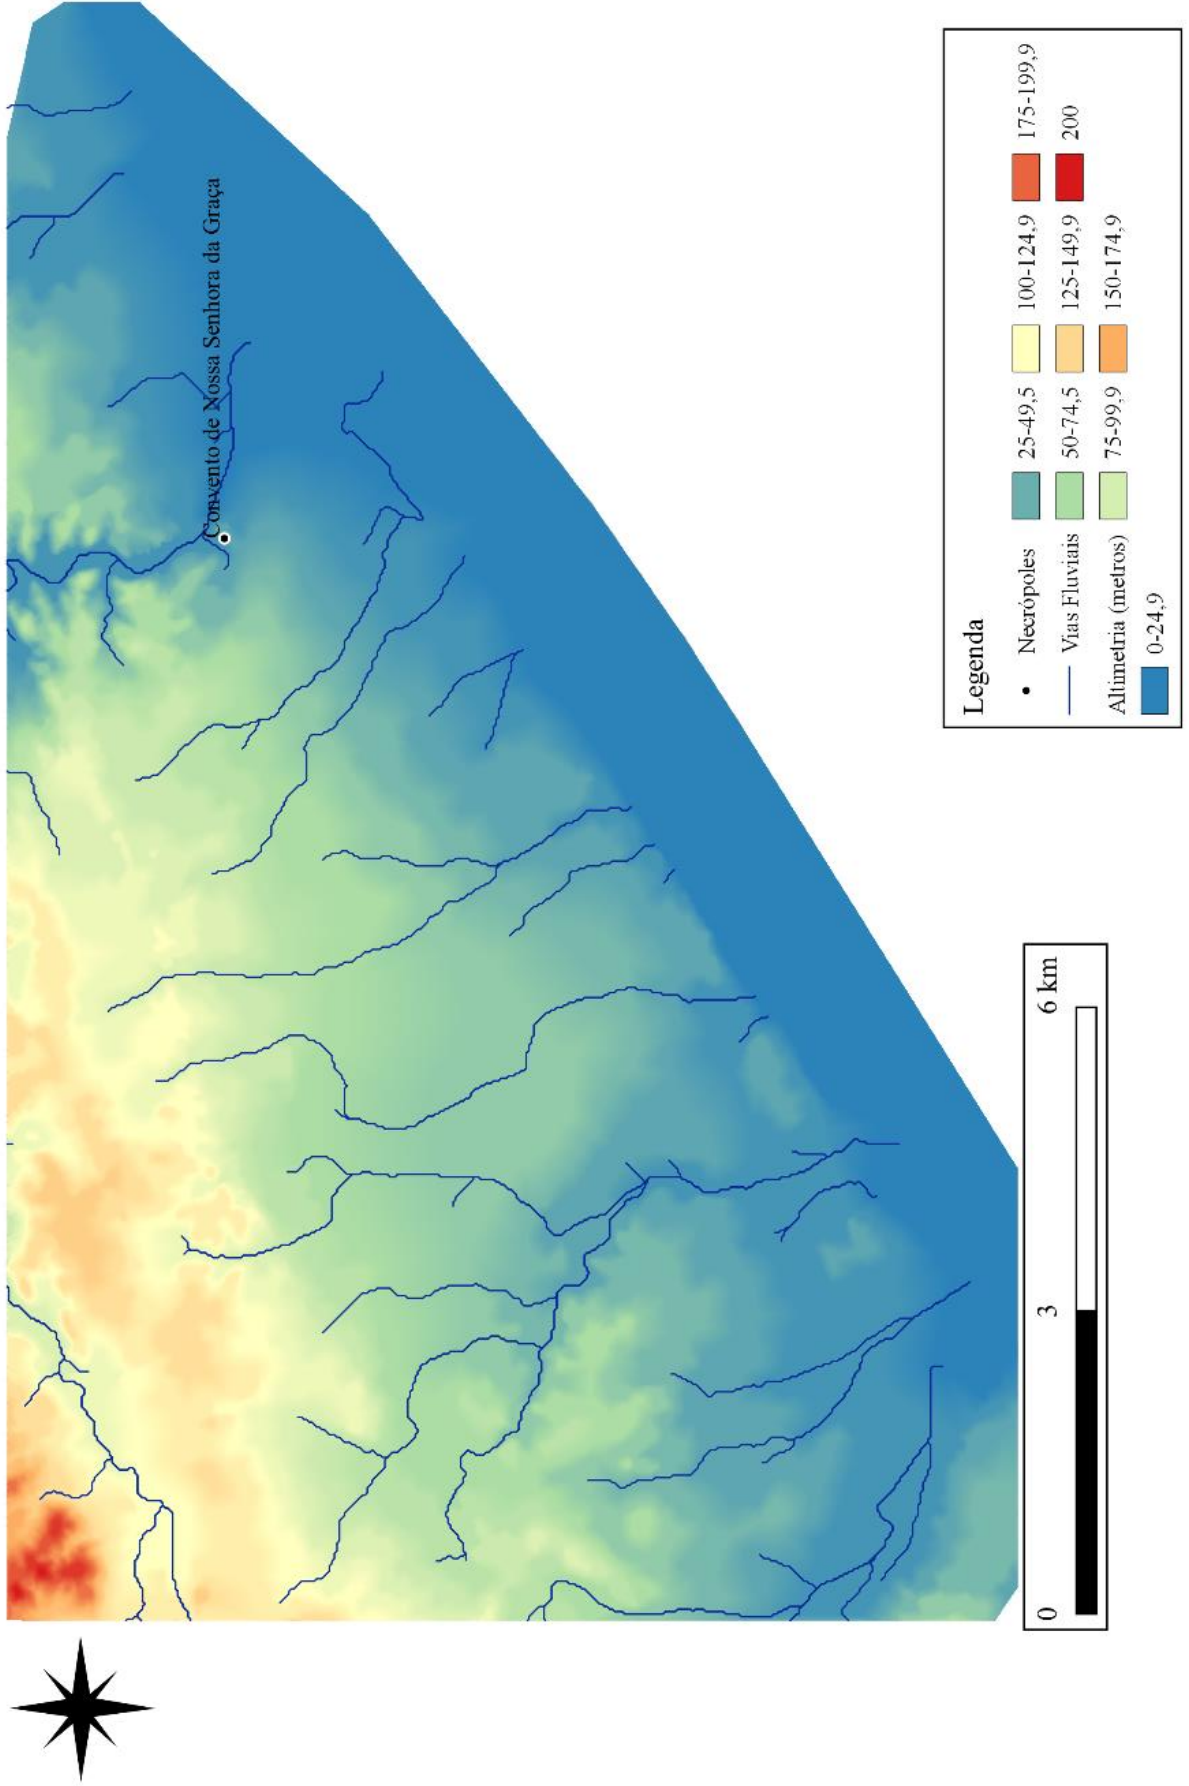 Convento de Nossa Senhora da Graça
Legenda
Necrópoles
Vias Fluviais
Altimetria (metros)
0-24,9
25-49,5
50-74,5
75-99,9
100-124,9
125-149,9
150-174,9
175-199,9
200
0 3 6 km